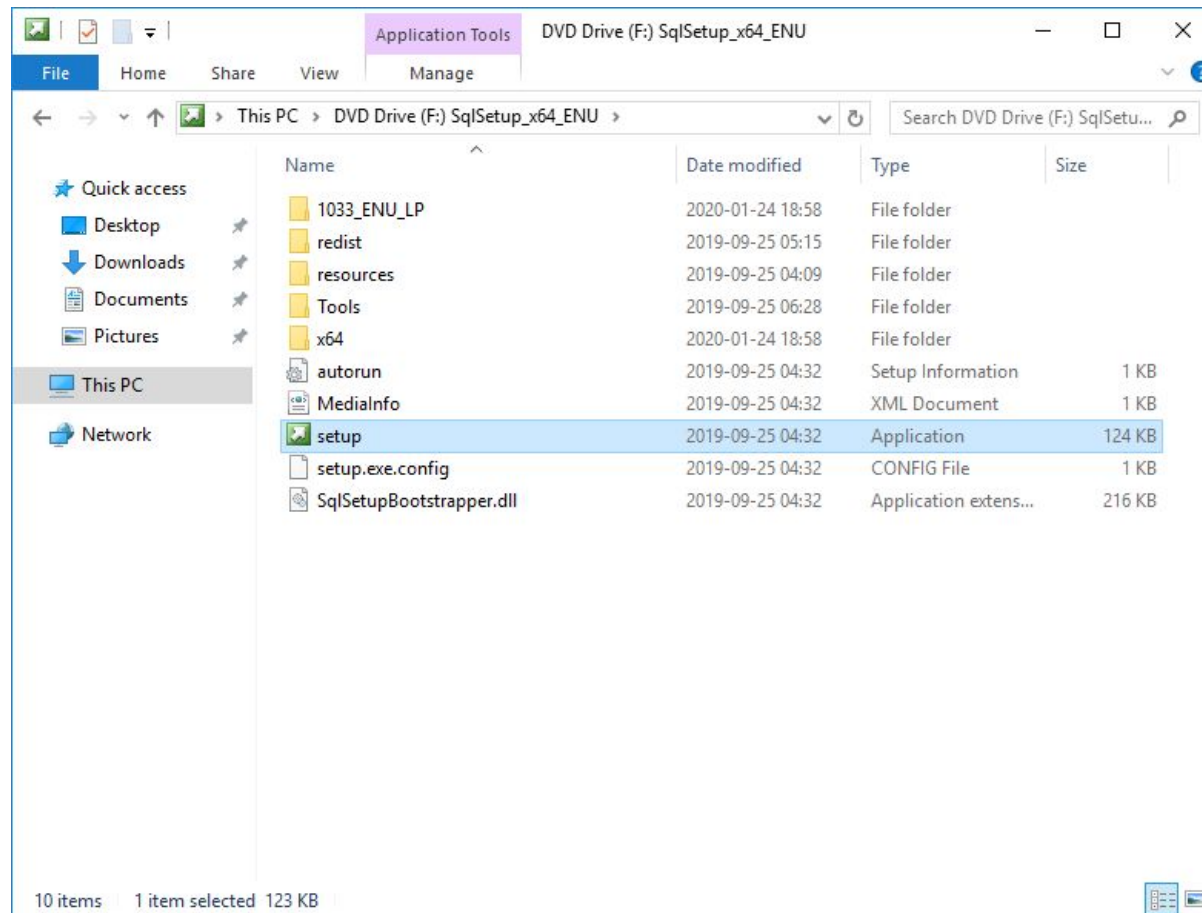 Application Tools DVD Drive (F:) SqlSetup_x64_ENU
File Home Share View Manage
This PC DVD Drive (F:) SqlSetup_x64_ENU Search DVD Drive (F:) SqlSetu...
Name Date modified Type Size
Quick access
Desktop
Downloads
Documents
Pictures
This PC
Network
1033_ENU_LP 2020-01-24 18:58 File folder
redist 2019-09-25 05:15 File folder
resources 2019-09-25 04:09 File folder
Tools 2019-09-25 06:28 File folder
x64 2020-01-24 18:58 File folder
autorun 2019-09-25 04:32 Setup Information 1 KB
MediaInfo 2019-09-25 04:32 XML Document 1 KB
setup 2019-09-25 04:32 Application 124 KB
setup.exe.config 2019-09-25 04:32 CONFIG File 1 KB
SqlSetupBootstrapper.dll 2019-09-25 04:32 Application extens... 216 KB
10 items 1 item selected 123 KB